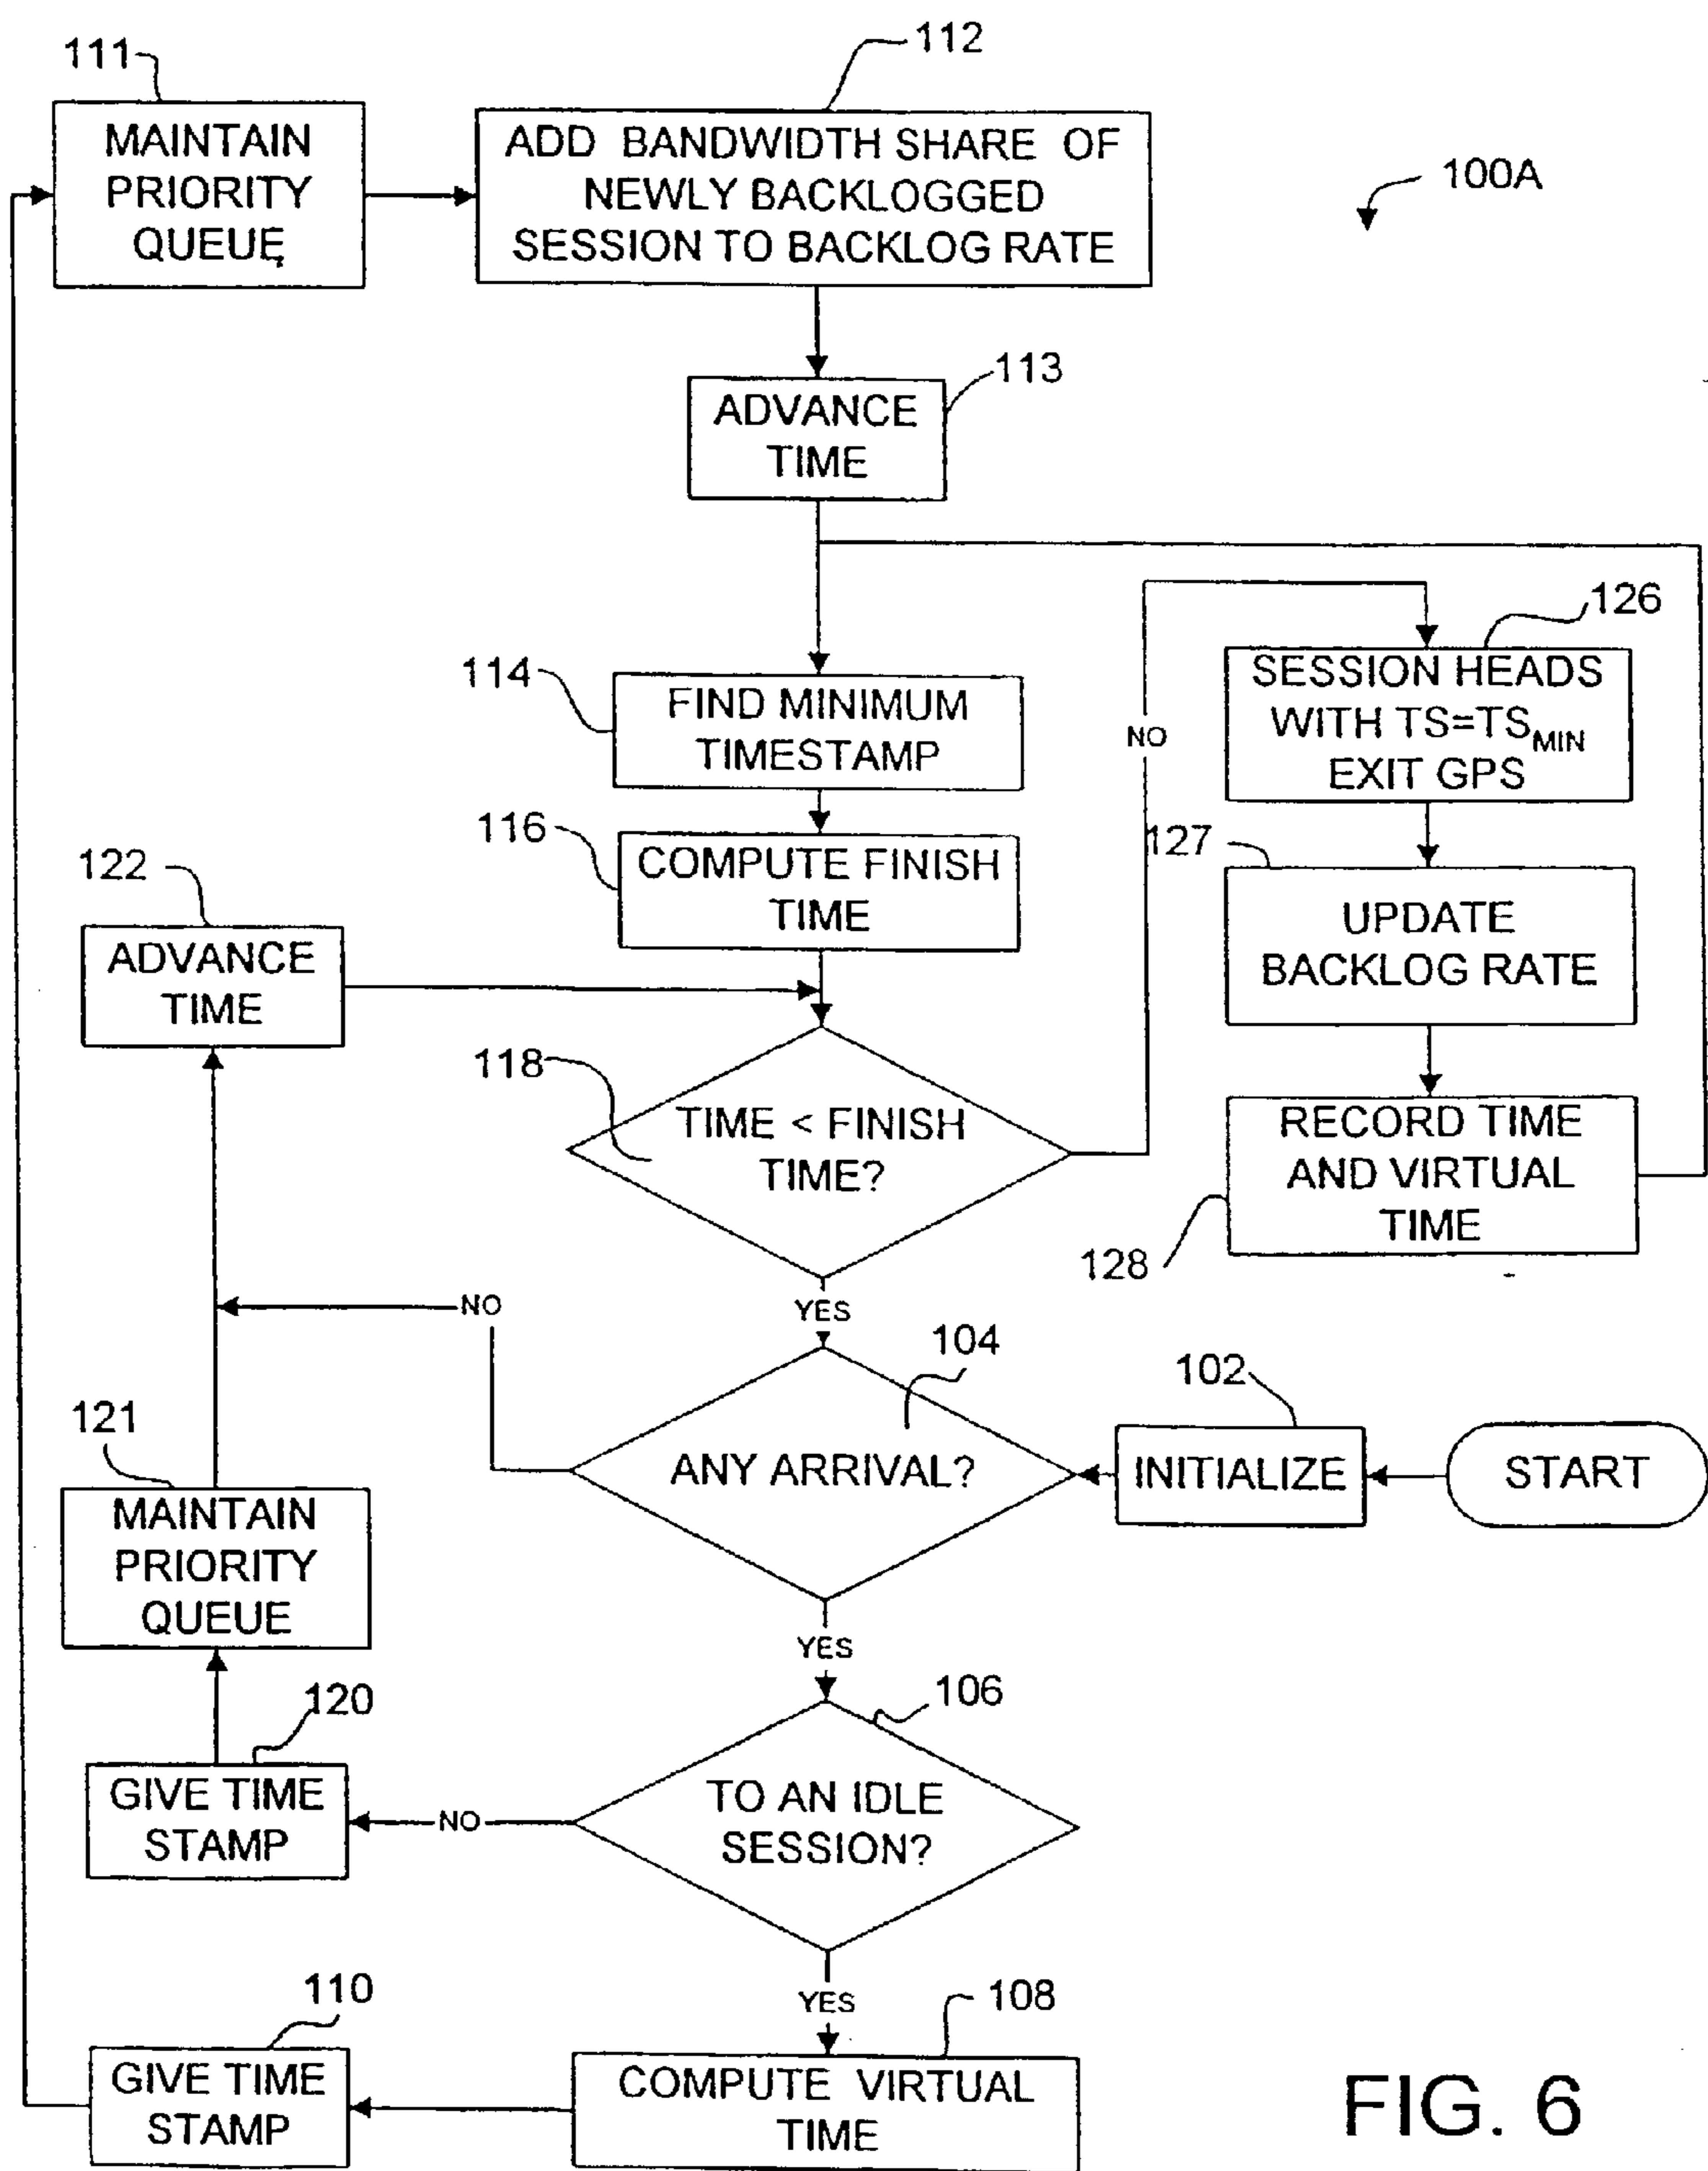 111
112
MAINTAIN
PRIORITY
QUEUE
ADD BANDWIDTH SHARE OF
NEWLY BACKLOGGED
SESSION TO BACKLOG RATE
100A
113
ADVANCE
TIME
114
FIND MINIMUM
TIMESTAMP
NO
126
SESSION HEADS
WITH TS=TSMIN
EXIT GPS
116
COMPUTE FINISH
TIME
127
UPDATE
BACKLOG RATE
122
ADVANCE
TIME
118
TIME < FINISH
TIME?
RECORD TIME
AND VIRTUAL
TIME
128
YES
NO
104
ANY ARRIVAL?
102
INITIALIZE
START
121
MAINTAIN
PRIORITY
QUEUE
YES
106
TO AN IDLE
SESSION?
120
GIVE TIME
STAMP
NO
YES
108
COMPUTE VIRTUAL
TIME
110
GIVE TIME
STAMP
FIG. 6